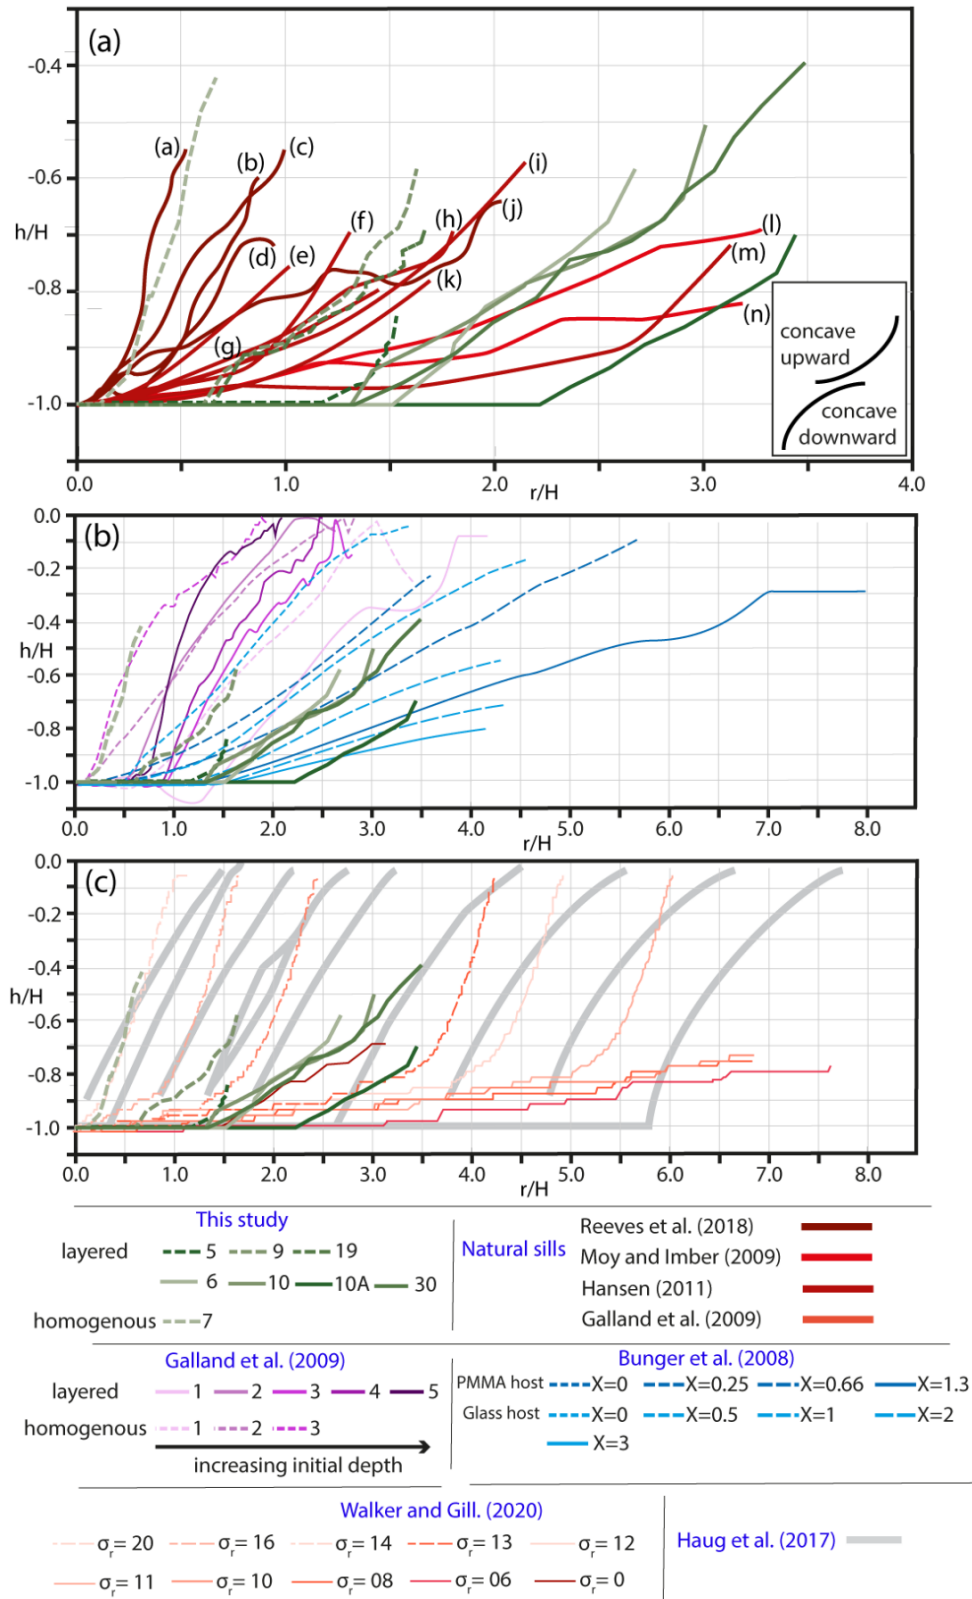 (a)
-0.4
(a)
(b)
(c)
-0.6
(i)
(j)
(f)
(h)
h/H
(d)
(e)
(l)
(m)
(k)
-0.8
(n)
(g)
concave
upward
concave
downward
-1.0
0.0 1.0 2.0 3.0 4.0
r/H
(b)
0.0
-0.2
-0.4
h/H
-0.6
-0.8
-1.0
0.0 1.0 2.0 3.0 4.0 5.0 6.0 7.0 8.0
r/H
(c)
0.0
-0.2
-0.4
h/H
-0.6
-0.8
-1.0
0.0 1.0 2.0 3.0 4.0 5.0 6.0 7.0 8.0
r/H
This study
layered 5 9 19
6 10 10A 30
homogenous 7
Natural sills
Reeves et al. (2018)
Moy and Imber (2009)
Hansen (2011)
Galland et al. (2009)
Galland et al. (2009)
layered 1 2 3 4 5
homogenous 1 2 3
increasing initial depth
Bunger et al. (2008)
PMMA host X=0 X=0.25 X=0.66 X=1.3
Glass host X=0 X=0.5 X=1 X=2
X=3
Walker and Gill. (2020)
σr= 20 σr= 16 σr= 14 σr= 13 σr= 12
σr= 11 σr= 10 σr= 08 σr= 06 σr= 0
Haug et al. (2017)